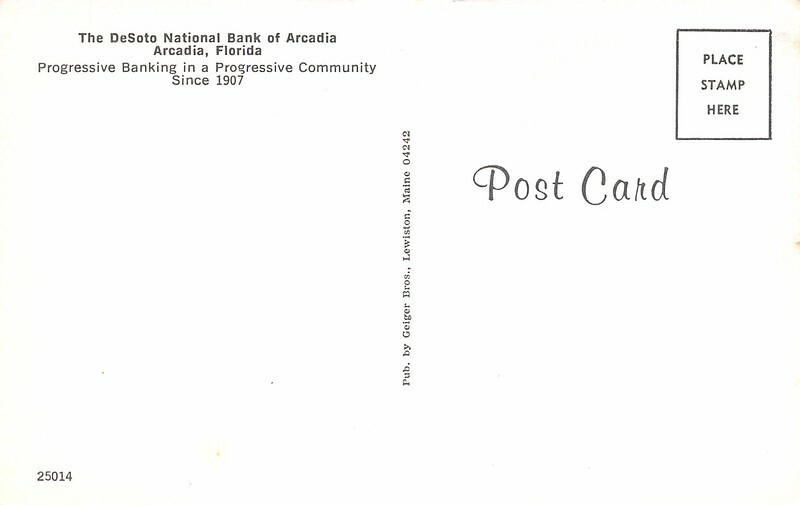 The DeSoto National Bank of Arcadia
Arcadia, Florida
Progressive Banking in a Progressive Community
Since 1907
PLACE
STAMP
HERE
Post Card
Pub. by Geiger Bros., Lewiston, Maine 04242
25014